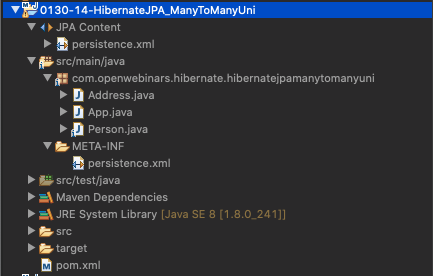 0130-14-HibernateJPA_ManyToManyUni
JPA Content
persistence.xml
src/main/java
com.openwebinars.hibernate.hibernatejpamanytomanyuni
Address.java
App.java
Person.java
META-INF
persistence.xml
src/test/java
Maven Dependencies
JRE System Library [Java SE 8 [1.8.0_241]]
src
target
pom.xml